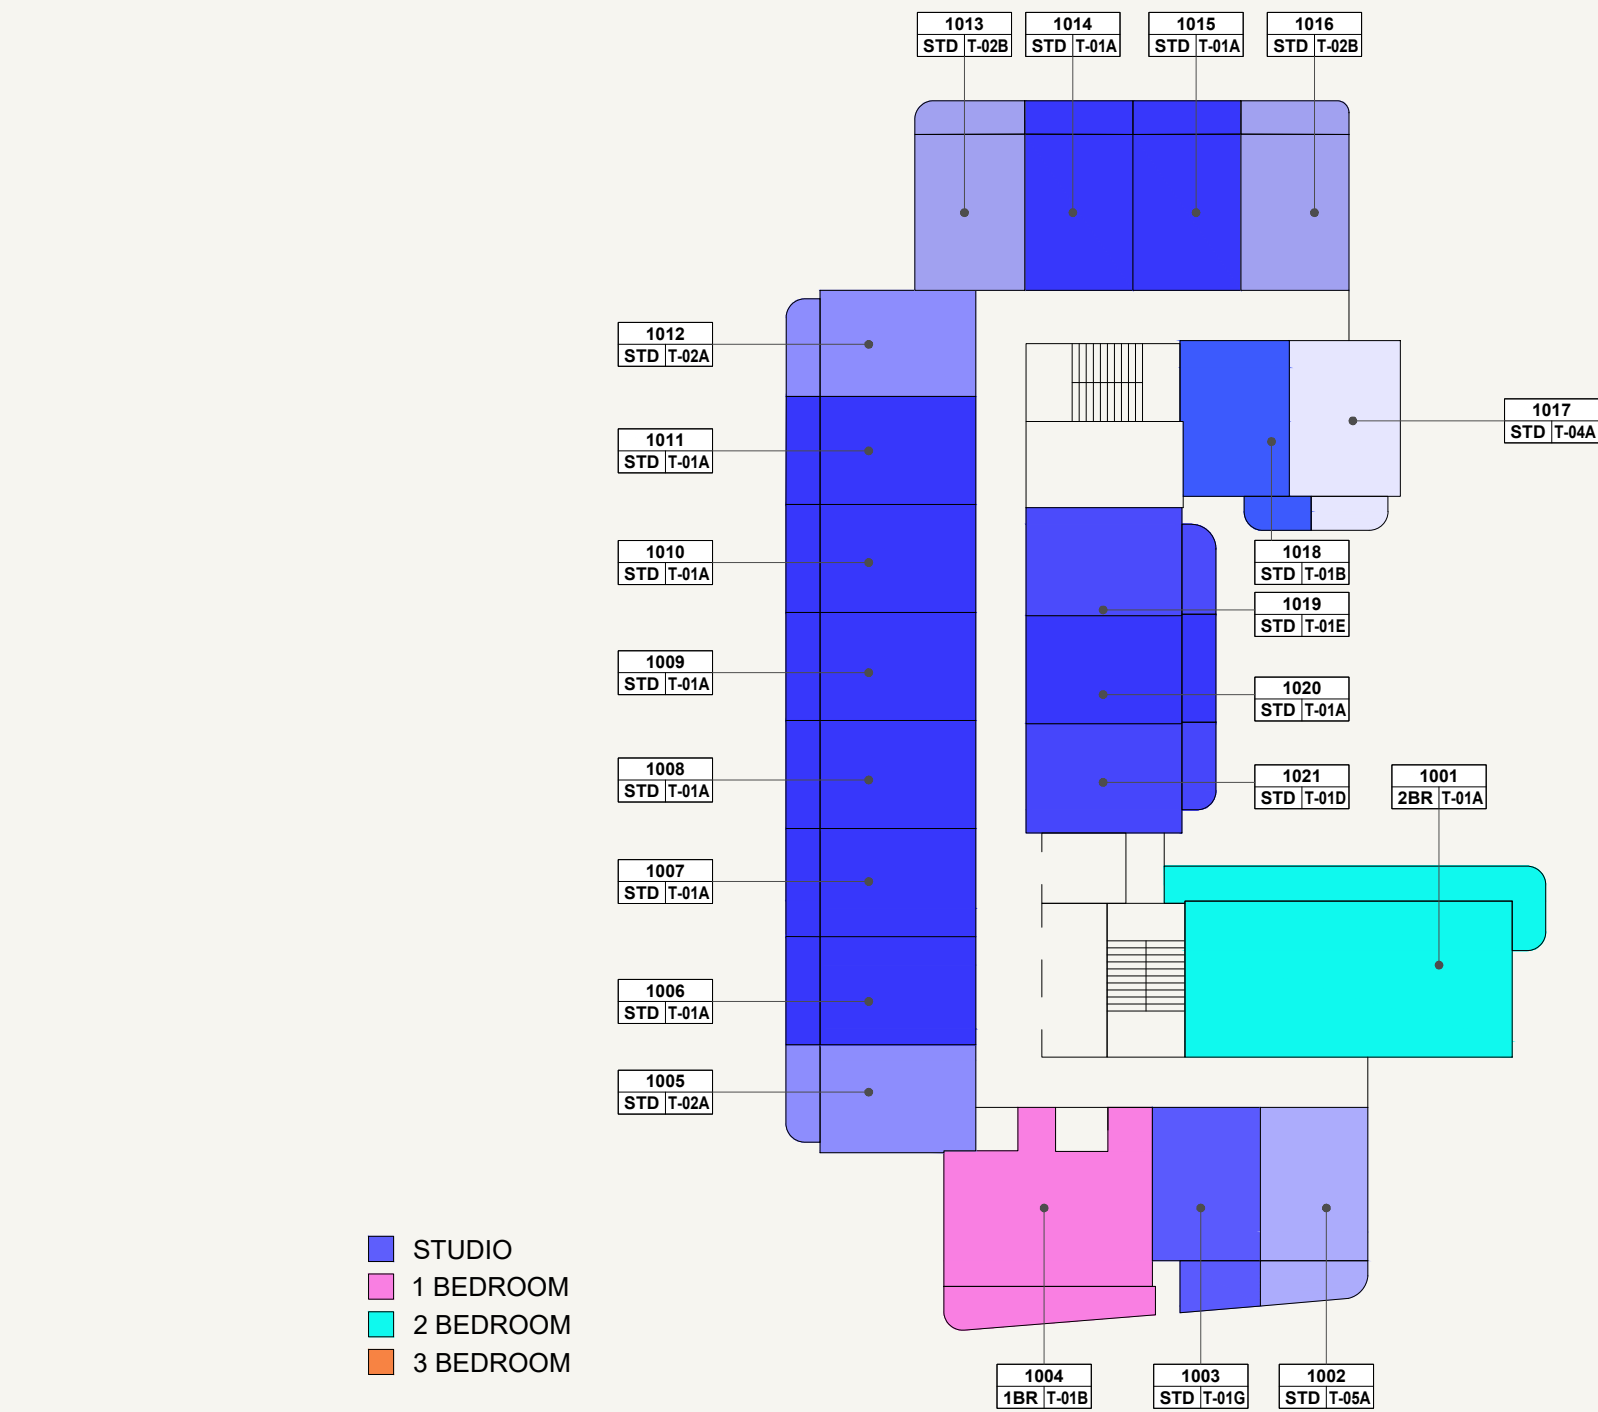 1013
STD T-02B
1014
STD T-01A
1015
STD T-01A
1016
STD T-02B
1012
STD T-02A
1017
STD T-04A
1011
STD T-01A
1010
STD T-01A
1018
STD T-01B
1019
STD T-01E
1009
STD T-01A
1020
STD T-01A
1008
STD T-01A
1021
STD T-01D
1001
2BR T-01A
1007
STD T-01A
1006
STD T-01A
1005
STD T-02A
STUDIO
1 BEDROOM
2 BEDROOM
3 BEDROOM
1004
1BR T-01B
1003
STD T-01G
1002
STD T-05A